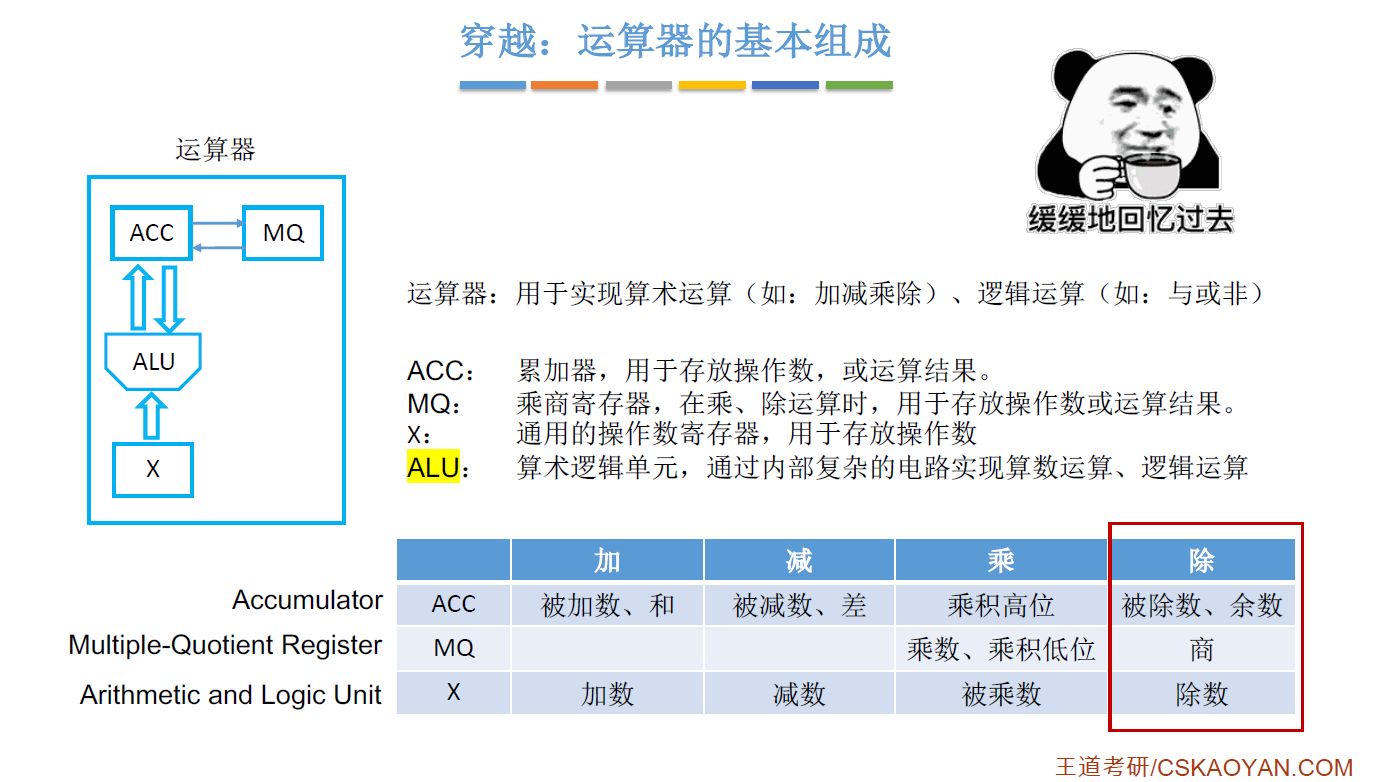 穿越：运算器的基本组成
运算器
ACC
MQ
ALU
X
缓缓地回忆过去
运算器：用于实现算术运算（如：加减乘除）、逻辑运算（如：与或非）
ACC： 累加器，用于存放操作数，或运算结果。
MQ： 乘商寄存器，在乘、除运算时，用于存放操作数或运算结果。
X： 通用的操作数寄存器，用于存放操作数
ALU： 算术逻辑单元，通过内部复杂的电路实现算数运算、逻辑运算
加 减 乘 除
Accumulator ACC 被加数、和 被减数、差 乘积高位 被除数、余数
Multiple-Quotient Register MQ 乘数、乘积低位 商
Arithmetic and Logic Unit X 加数 减数 被乘数 除数
王道考研/CSKAOYAN.COM